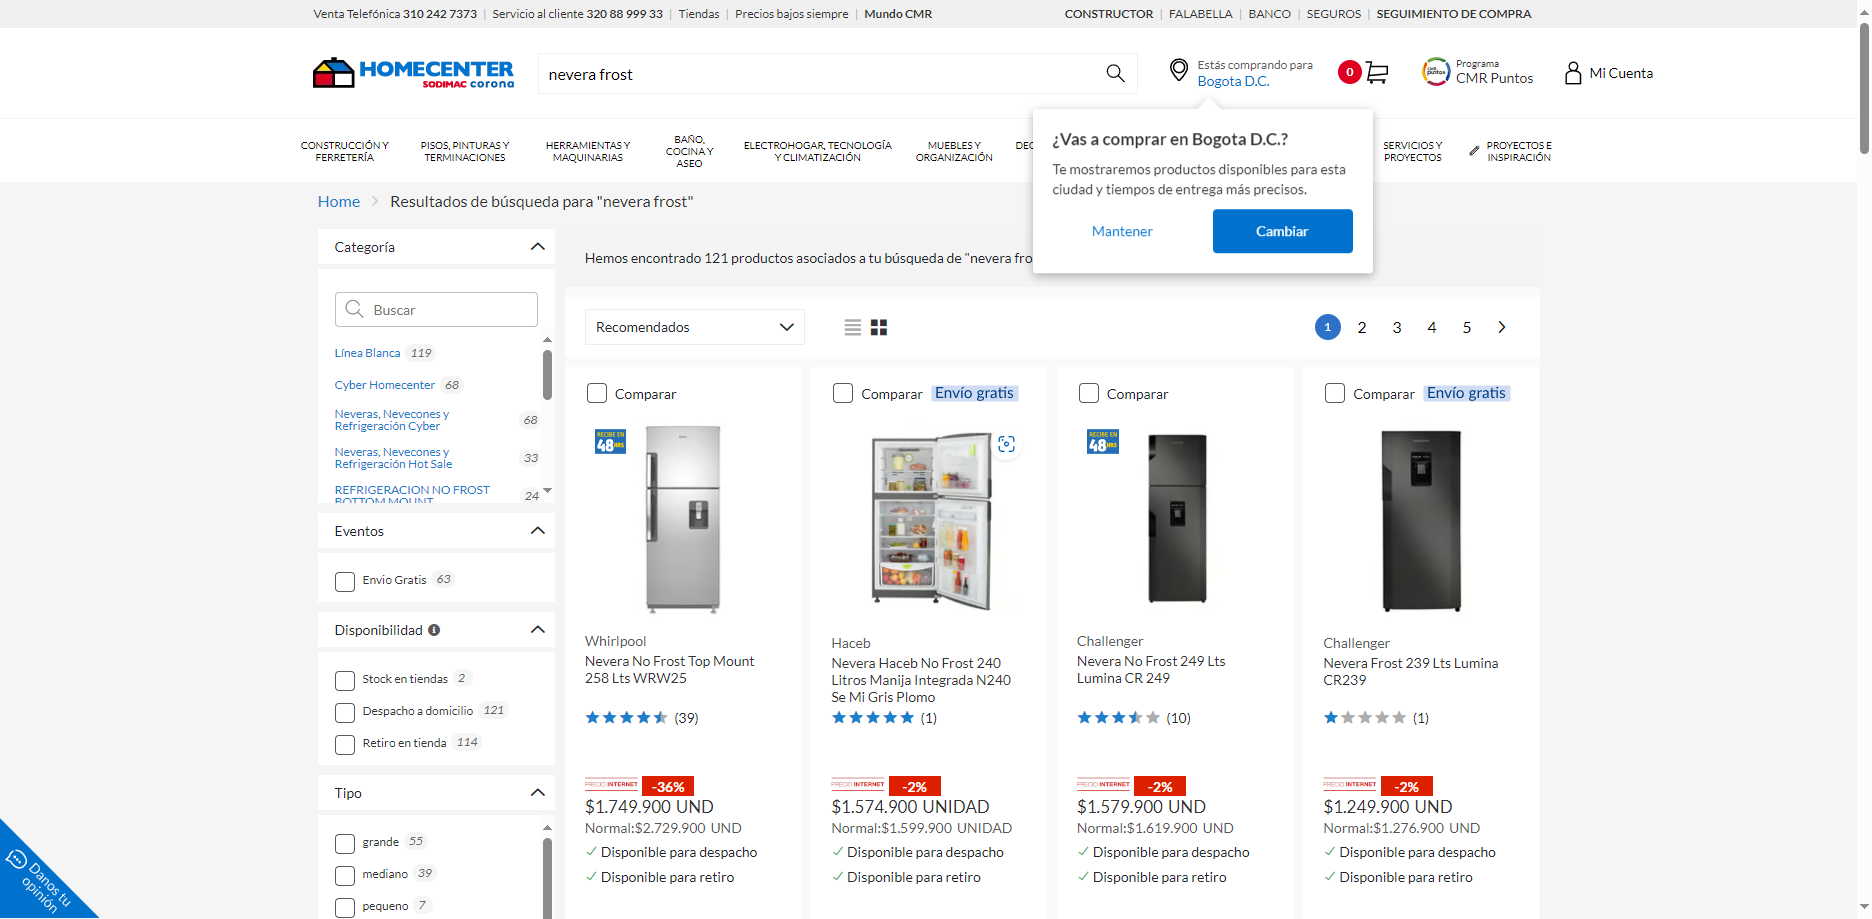 Venta Telefónica 310 242 7373 | Servicio al cliente 320 88 999 33 | Tiendas | Precios bajos siempre | Mundo CMR
CONSTRUCTOR | FALABELLA | BANCO | SEGUROS | SEGUIMIENTO DE COMPRA
HOMECENTER
SODIMAC corona
nevera frost
Estás comprando para
Bogota D.C.
0
CMR puntos
Programa
CMR Puntos
Mi Cuenta
CONSTRUCCIÓN Y
FERRETERÍA
PISOS, PINTURAS Y
TERMINACIONES
HERRAMIENTAS Y
MAQUINARIAS
BAÑO,
COCINA Y
ASEO
ELECTROHOGAR, TECNOLOGÍA
Y CLIMATIZACIÓN
MUEBLES Y
ORGANIZACIÓN
DEC
SERVICIOS Y
PROYECTOS
PROYECTOS E
INSPIRACIÓN
¿Vas a comprar en Bogota D.C.?
Te mostraremos productos disponibles para esta
ciudad y tiempos de entrega más precisos.
Mantener
Cambiar
Home > Resultados de búsqueda para "nevera frost"
Categoría
Buscar
Línea Blanca 119
Cyber Homecenter 68
Neveras, Nevecones y
Refrigeración Cyber 68
Neveras, Nevecones y
Refrigeración Hot Sale 33
REFRIGERACION NO FROST
BOTTOM MOUNT 24
Eventos
Envio Gratis 63
Disponibilidad
Stock en tiendas 2
Despacho a domicilio 121
Retiro en tienda 114
Tipo
grande 55
mediano 39
pequeno 7
Danos tu
opinión
Hemos encontrado 121 productos asociados a tu búsqueda de "nevera fro
Recomendados
1 2 3 4 5
Comparar
RECIBE EN
48HRS
Whirlpool
Nevera No Frost Top Mount
258 Lts WRW25
(39)
PRECIO INTERNET -36%
$1.749.900 UND
Normal:$2.729.900 UND
Disponible para despacho
Disponible para retiro
Comparar Envío gratis
Haceb
Nevera Haceb No Frost 240
Litros Manija Integrada N240
Se Mi Gris Plomo
(1)
PRECIO INTERNET -2%
$1.574.900 UNIDAD
Normal:$1.599.900 UNIDAD
Disponible para despacho
Disponible para retiro
Comparar
RECIBE EN
48HRS
Challenger
Nevera No Frost 249 Lts
Lumina CR 249
(10)
PRECIO INTERNET -2%
$1.579.900 UND
Normal:$1.619.900 UND
Disponible para despacho
Disponible para retiro
Comparar Envío gratis
Challenger
Nevera Frost 239 Lts Lumina
CR239
(1)
PRECIO INTERNET -2%
$1.249.900 UND
Normal:$1.276.900 UND
Disponible para despacho
Disponible para retiro